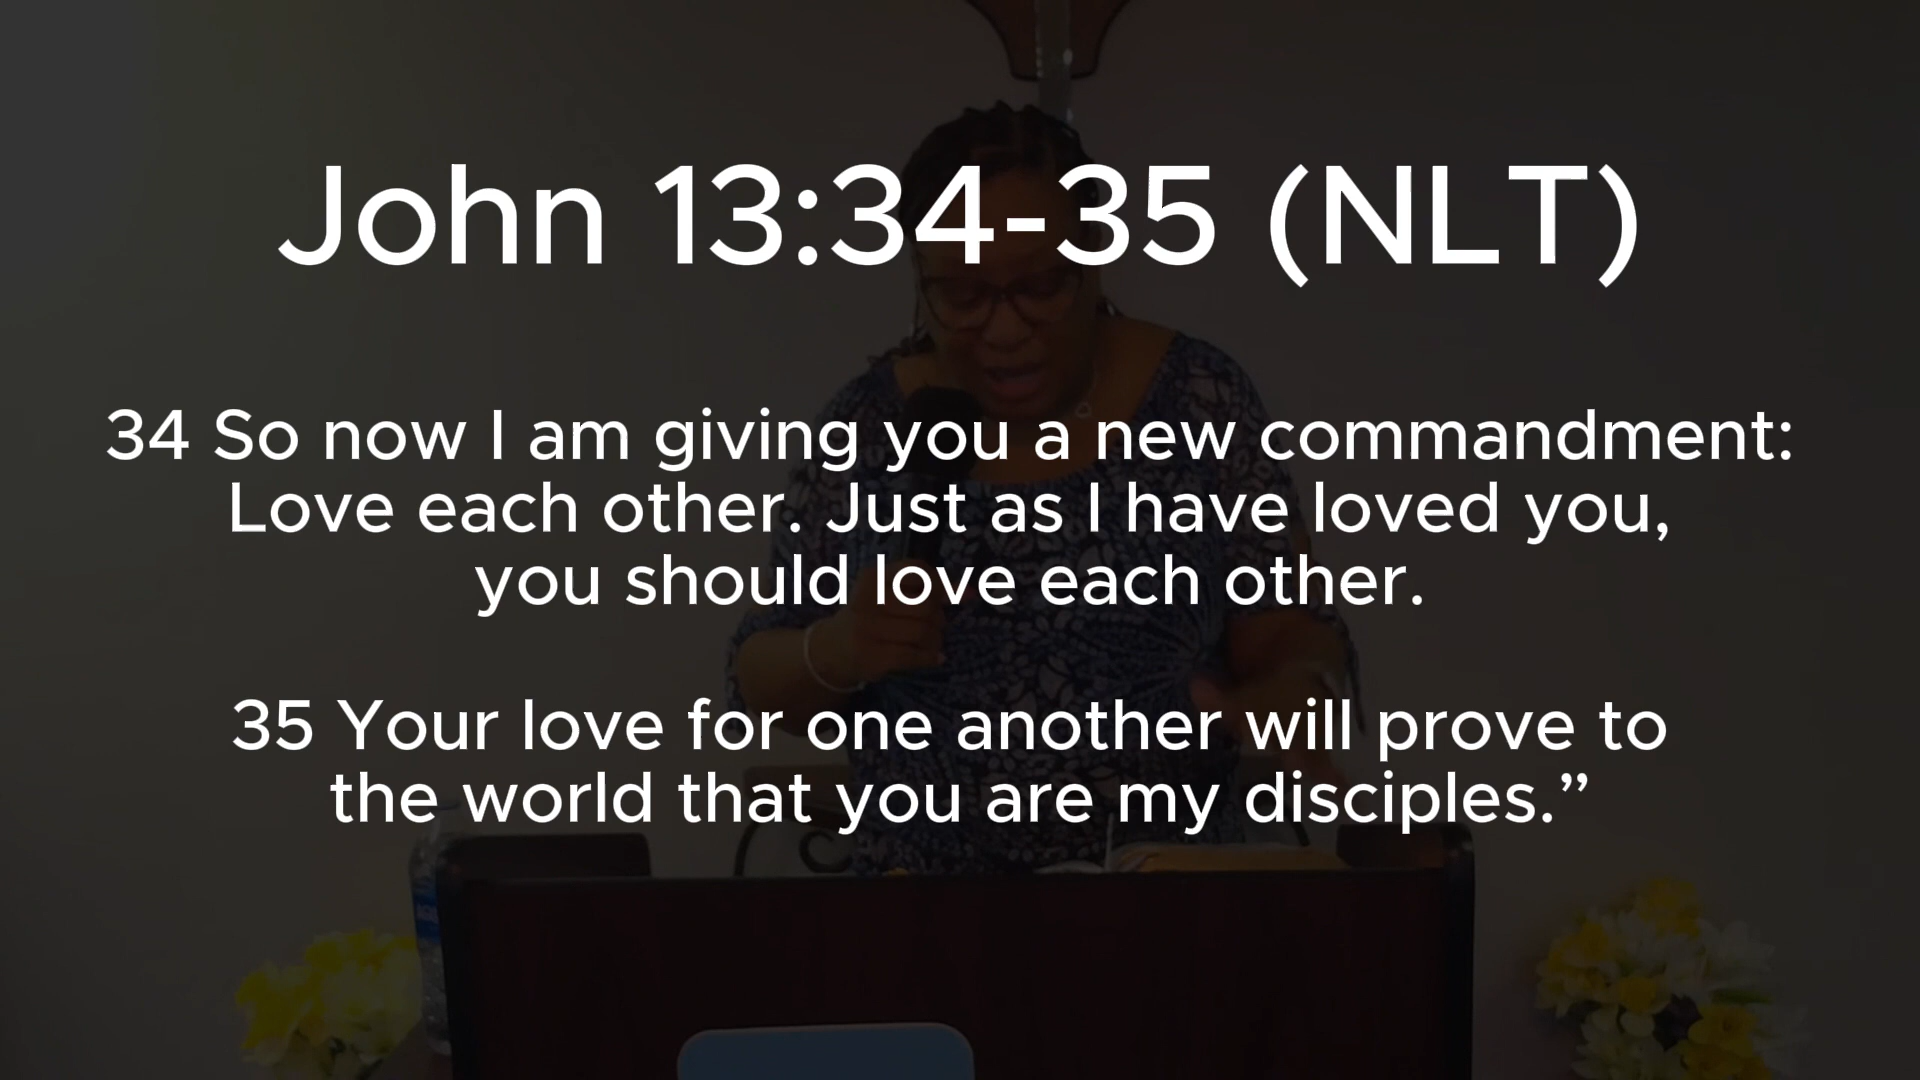 John 13:34-35 (NLT)
34 So now I am giving you a new commandment:
Love each other. Just as I have loved you,
you should love each other.
35 Your love for one another will prove to
the world that you are my disciples.”